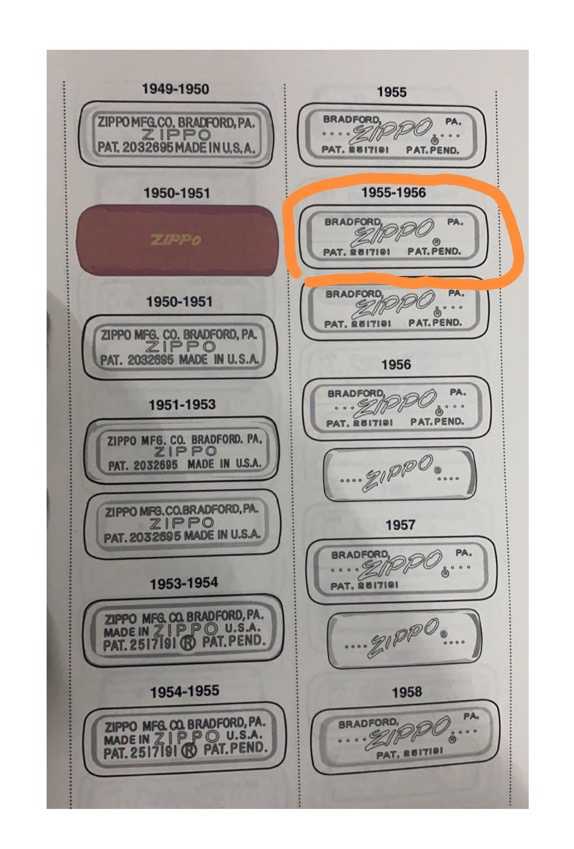 1949-1950
ZIPPO MFG. CO. BRADFORD, PA.
ZIPPO
PAT. 2032695 MADE IN U.S.A.
1950-1951
ZIPPO
1950-1951
ZIPPO MFG. CO. BRADFORD, PA.
ZIPPO
PAT. 2032695 MADE IN U.S.A.
1951-1953
ZIPPO MFG. CO. BRADFORD. PA.
ZIPPO
PAT. 2032695 MADE IN U.S.A.
ZIPPO MFG.CO.BRADFORD, PA.
ZIPPO
PAT.2032695 MADE IN U.S.A.
1953-1954
ZIPPO MFG. CO. BRADFORD, PA.
MADE IN ZIPPO U.S.A.
PAT. 2517191 ® PAT. PEND.
1954-1955
ZIPPO MFG. CO. BRADFORD, PA.
MADE IN ZIPPO U.S.A.
PAT. 2517191 ® PAT. PEND.
1955
BRADFORD, PA.
···· ZIPPO ® ····
PAT. 2517191 PAT. PEND.
1955-1956
BRADFORD, PA.
ZIPPO ®
PAT. 2517191 PAT. PEND.
BRADFORD, PA.
···· ZIPPO ® ····
PAT. 2517191 PAT. PEND.
1956
BRADFORD, PA.
···· ZIPPO ® ····
PAT. 2517191 PAT. PEND.
···· ZIPPO ® ····
1957
BRADFORD, PA.
···· ZIPPO ® ····
PAT. 2517191
···· ZIPPO ® ····
1958
BRADFORD, PA.
···· ZIPPO ® ····
PAT. 2517191